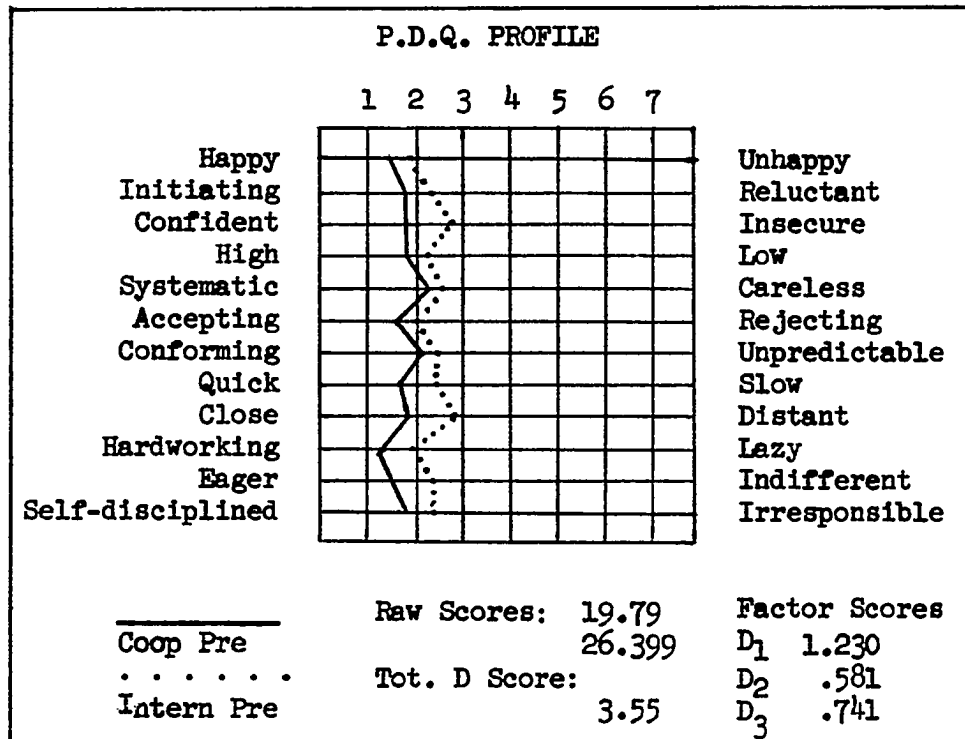 P.D.Q. PROFILE
1 2 3 4 5 6 7
Happy Unhappy
Initiating Reluctant
Confident Insecure
High Low
Systematic Careless
Accepting Rejecting
Conforming Unpredictable
Quick Slow
Close Distant
Hardworking Lazy
Eager Indifferent
Self-disciplined Irresponsible
Raw Scores: 19.79 Factor Scores
Coop Pre 26.399 D1 1.230
Tot. D Score: D2 .581
Intern Pre 3.55 D3 .741